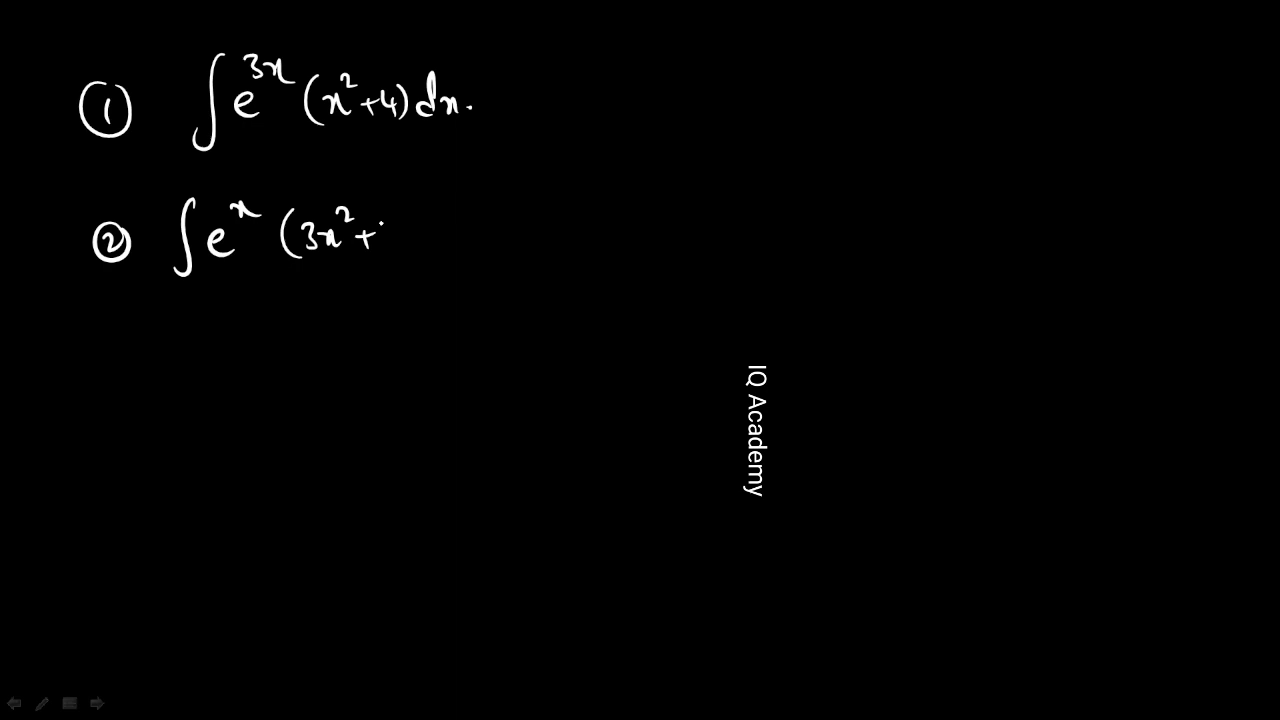 ① ∫ e^{3x} (x² + 4) dx.
② ∫ e^x (3x² +
IQ Academy